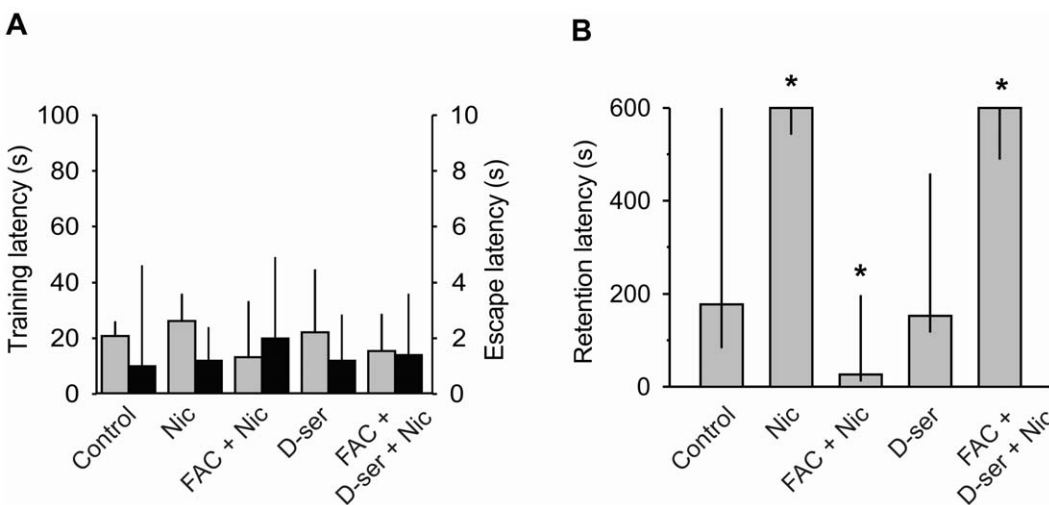 A
Training latency (s)
100
80
60
40
20
0
10
8
6
4
2
0
Escape latency (s)
Control
Nic
FAC + Nic
D-ser
FAC +
D-ser + Nic
B
Retention latency (s)
600
400
200
0
*
*
*
Control
Nic
FAC + Nic
D-ser
FAC +
D-ser + Nic